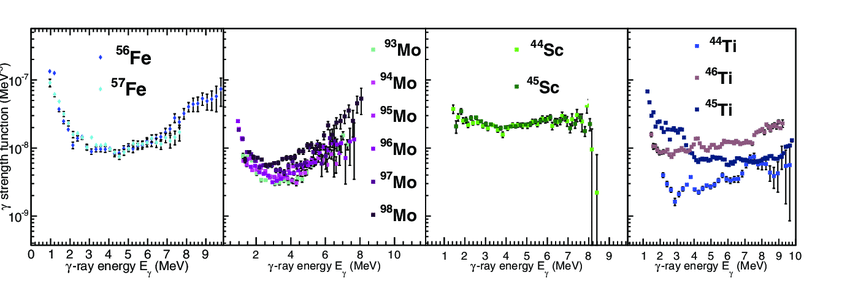 γ strength function (MeV⁻³)
10⁻⁷
10⁻⁸
10⁻⁹
⁵⁶Fe
⁵⁷Fe
0 1 2 3 4 5 6 7 8 9
γ-ray energy Eγ (MeV)
⁹³Mo
⁹⁴Mo
⁹⁵Mo
⁹⁶Mo
⁹⁷Mo
⁹⁸Mo
2 4 6 8 10
γ-ray energy Eγ (MeV)
⁴⁴Sc
⁴⁵Sc
1 2 3 4 5 6 7 8 9
γ-ray energy Eγ (MeV)
⁴⁴Ti
⁴⁶Ti
⁴⁵Ti
1 2 3 4 5 6 7 8 9 10
γ-ray energy Eγ (MeV)